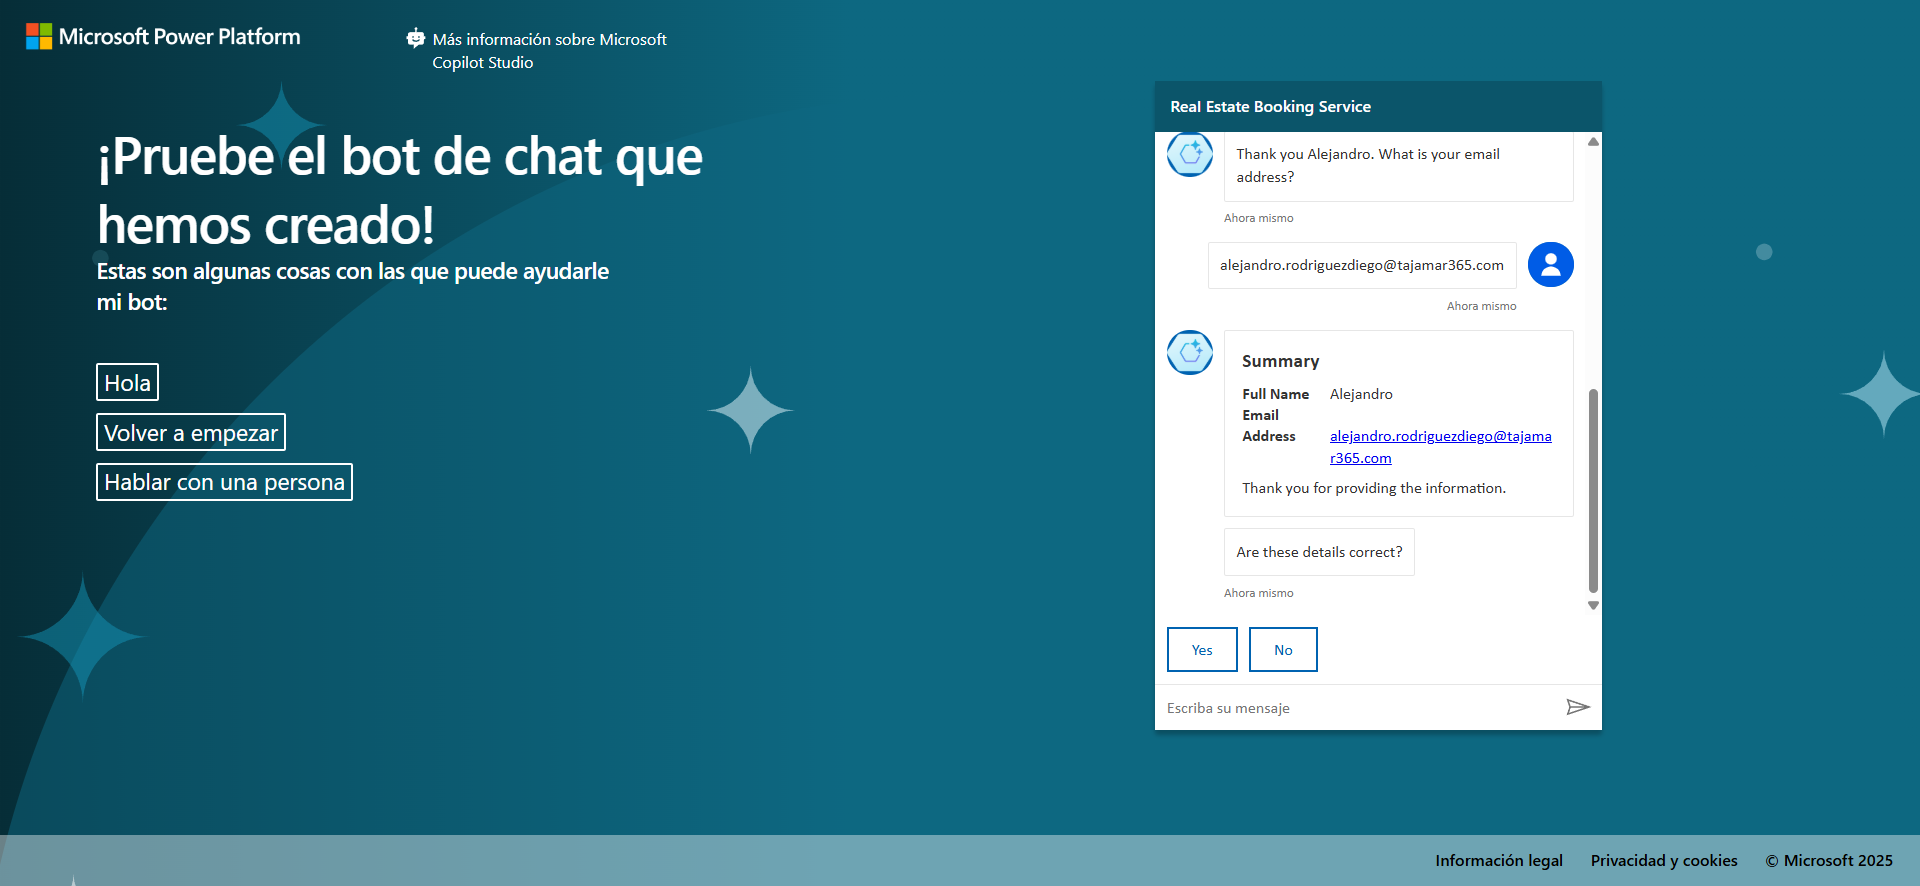 Microsoft Power Platform
Más información sobre Microsoft
Copilot Studio
¡Pruebe el bot de chat que
hemos creado!
Estas son algunas cosas con las que puede ayudarle
mi bot:
Hola
Volver a empezar
Hablar con una persona
Real Estate Booking Service
Thank you Alejandro. What is your email
address?
Ahora mismo
alejandro.rodriguezdiego@tajamar365.com
Ahora mismo
Summary
Full Name Alejandro
Email
Address alejandro.rodriguezdiego@tajama
r365.com
Thank you for providing the information.
Are these details correct?
Ahora mismo
Yes No
Escriba su mensaje
Información legal Privacidad y cookies © Microsoft 2025